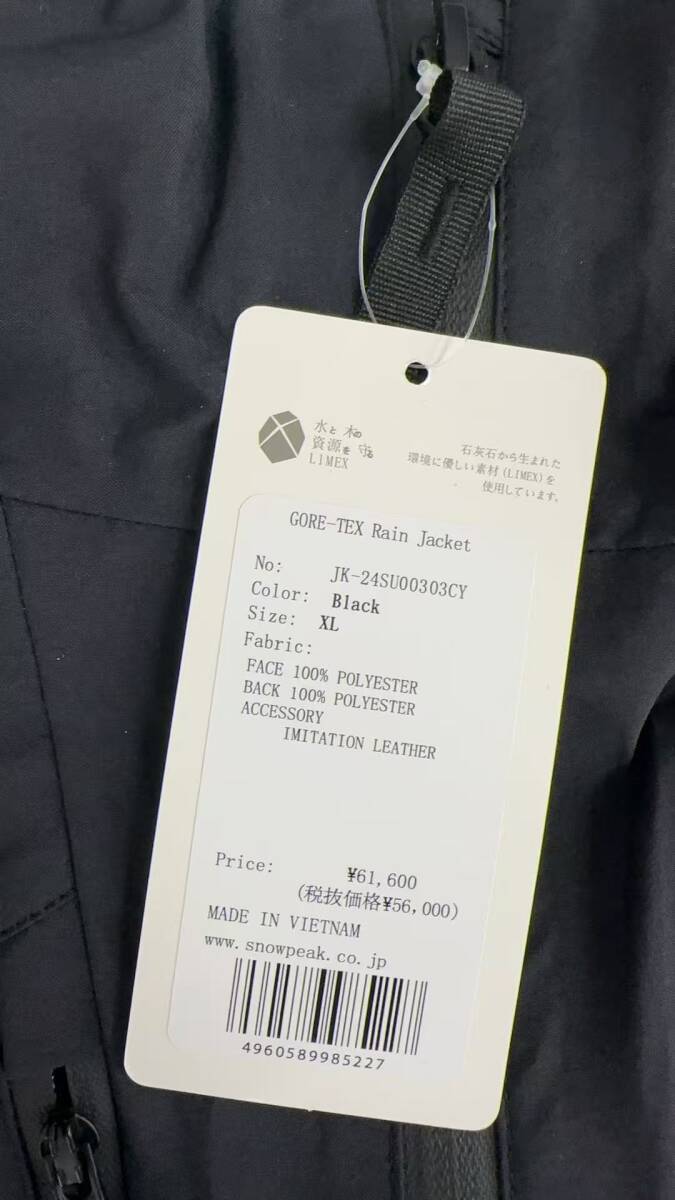 水と木の
資源を守る
LIMEX
石灰石から生まれた
環境に優しい素材(LIMEX)を
使用しています。
GORE-TEX Rain Jacket
No: JK-24SU00303CY
Color: Black
Size: XL
Fabric:
FACE 100% POLYESTER
BACK 100% POLYESTER
ACCESSORY
IMITATION LEATHER
Price: ¥61,600
(税抜価格¥56,000)
MADE IN VIETNAM
www.snowpeak.co.jp
4960589985227